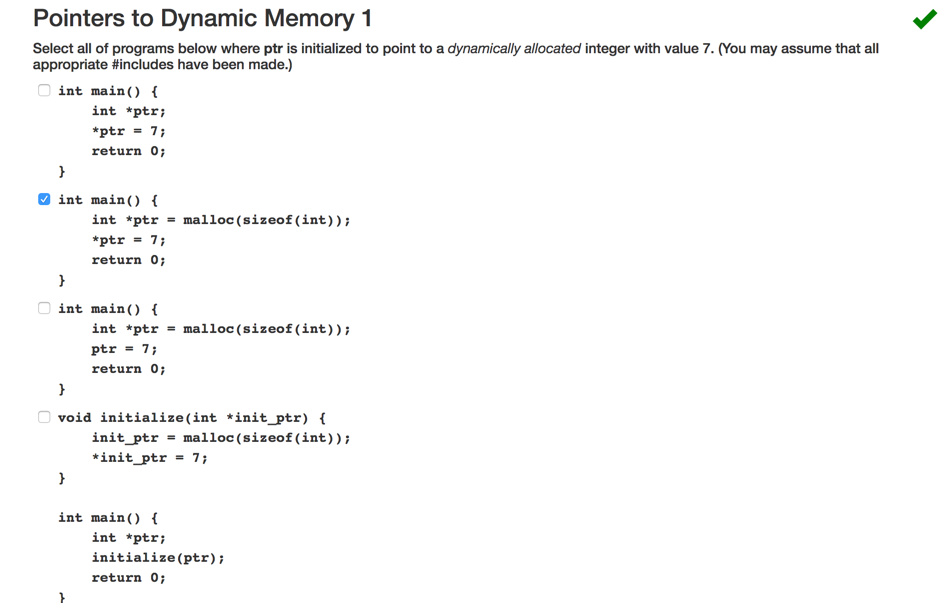 Pointers to Dynamic Memory 1
Select all of programs below where ptr is initialized to point to a dynamically allocated integer with value 7. (You may assume that all
appropriate #includes have been made.)
int main() {
    int *ptr;
    *ptr = 7;
    return 0;
}
int main() {
    int *ptr = malloc(sizeof(int));
    *ptr = 7;
    return 0;
}
int main() {
    int *ptr = malloc(sizeof(int));
    ptr = 7;
    return 0;
}
void initialize(int *init_ptr) {
    init_ptr = malloc(sizeof(int));
    *init_ptr = 7;
}
int main() {
    int *ptr;
    initialize(ptr);
    return 0;
}